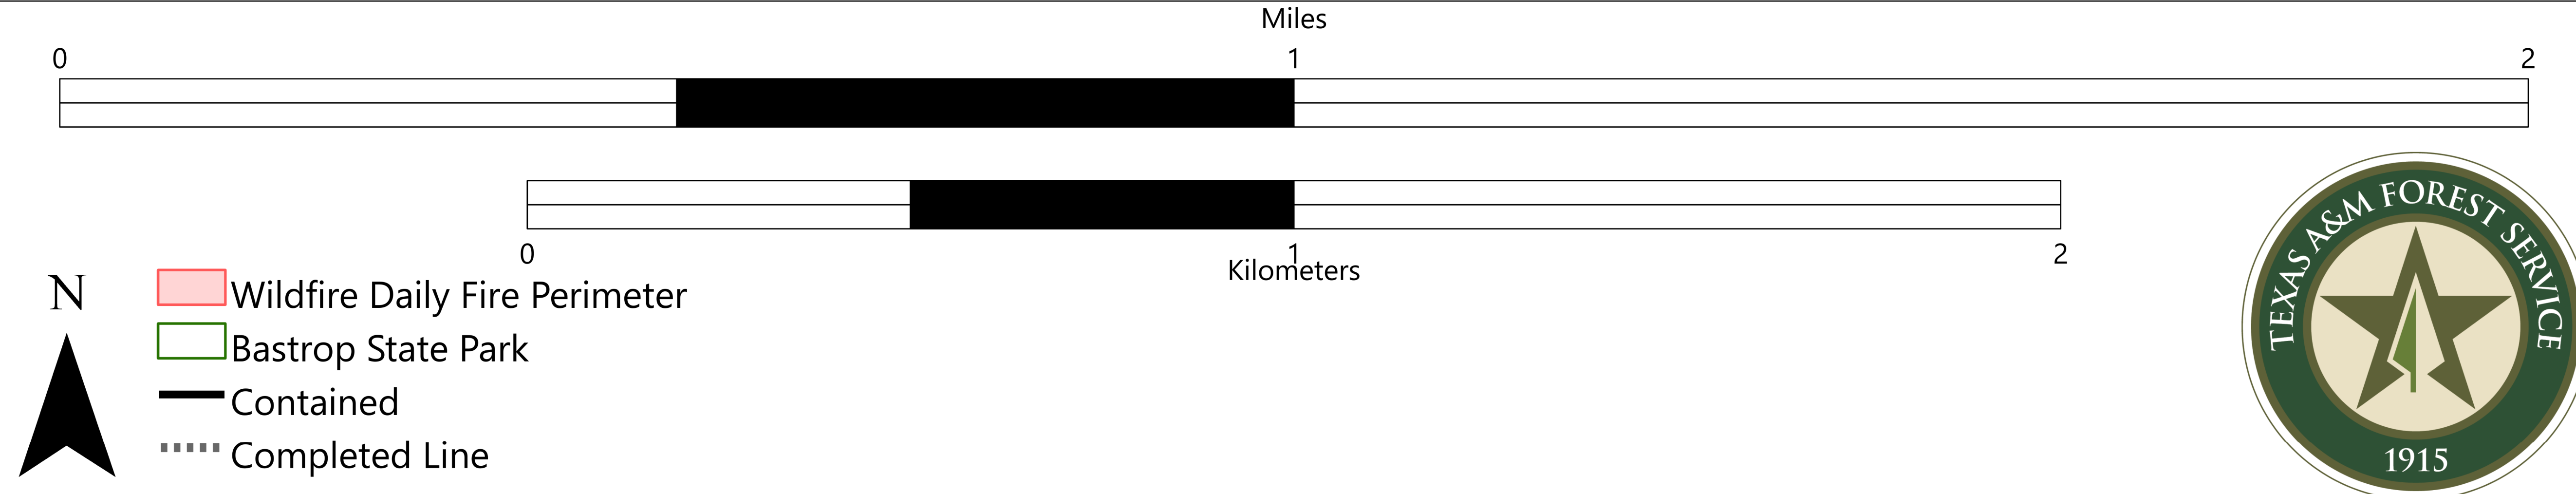 Miles
0 1 2
0 1 2
Kilometers
N
Wildfire Daily Fire Perimeter
Bastrop State Park
Contained
Completed Line
TEXAS A&M FOREST SERVICE
1915